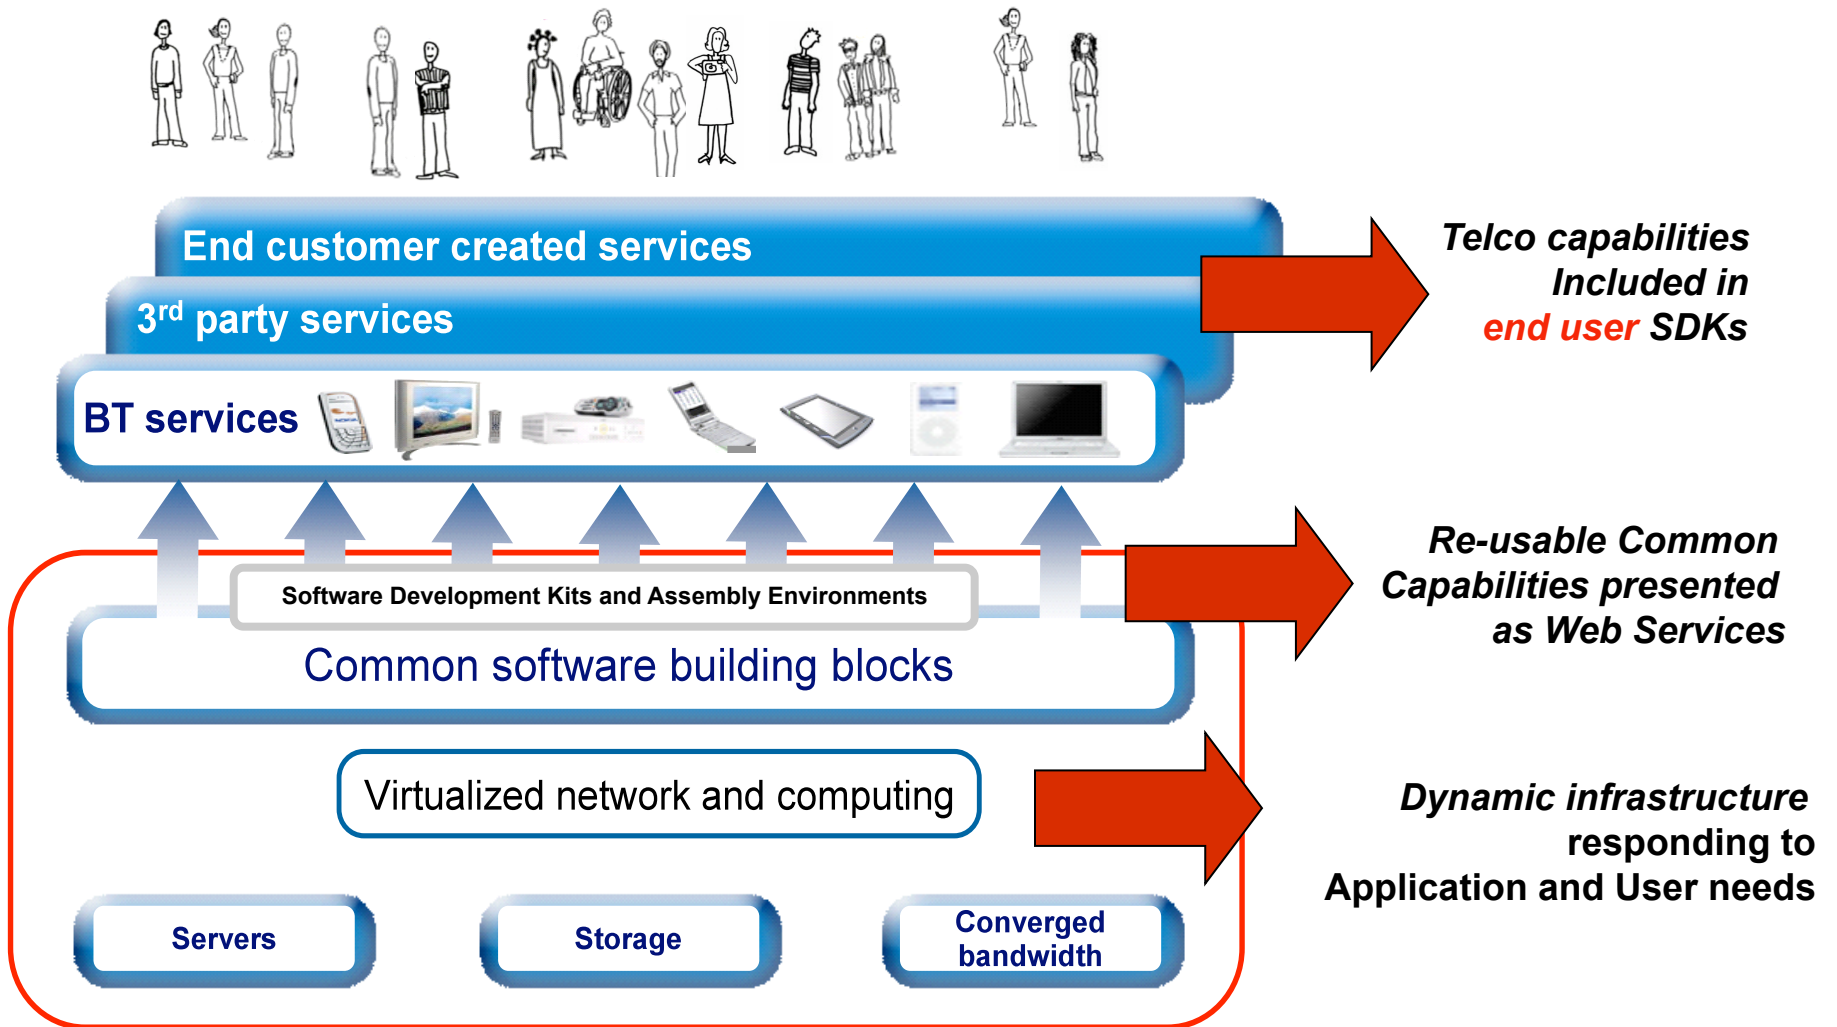 End customer created services
3rd party services
BT services
NOKIA
Software Development Kits and Assembly Environments
Common software building blocks
Virtualized network and computing
Servers
Storage
Converged
bandwidth
Telco capabilities
Included in
end user SDKs
Re-usable Common
Capabilities presented
as Web Services
Dynamic infrastructure
responding to
Application and User needs